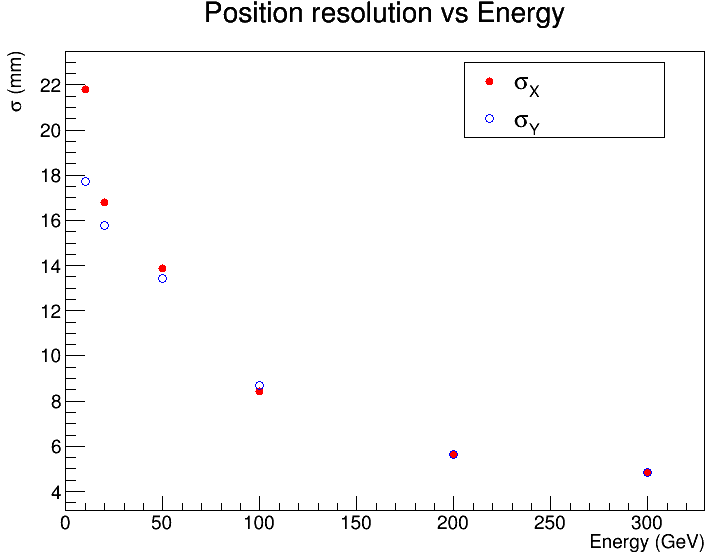 Position resolution vs Energy
σ (mm)
σX
σY
22
20
18
16
14
12
10
8
6
4
0 50 100 150 200 250 300
Energy (GeV)